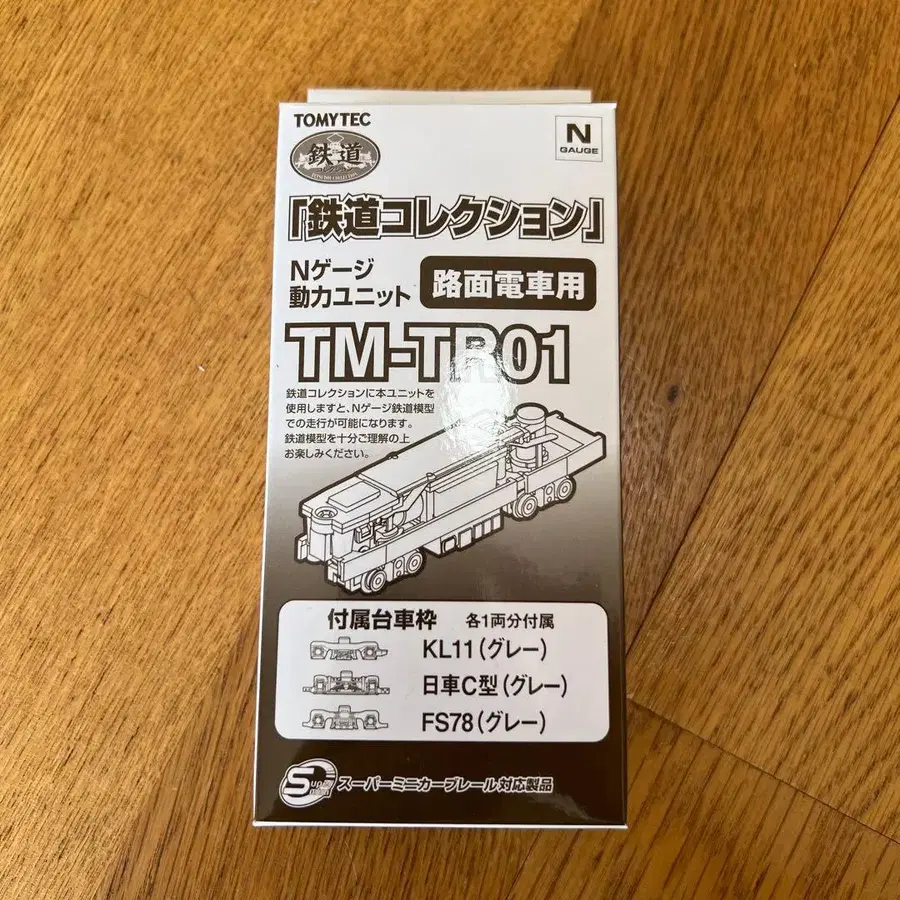 TOMYTEC
鉄道
N
GAUGE
「鉄道コレクション」
Nゲージ
動力ユニット
路面電車用
TM-TR01
鉄道コレクションに本ユニットを
使用しますと、Nゲージ鉄道模型
での走行が可能になります。
鉄道模型を十分ご理解の上
お楽しみください。
付属台車枠 各1両分付属
KL11(グレー)
日車C型(グレー)
FS78(グレー)
スーパーミニカーブレール対応製品